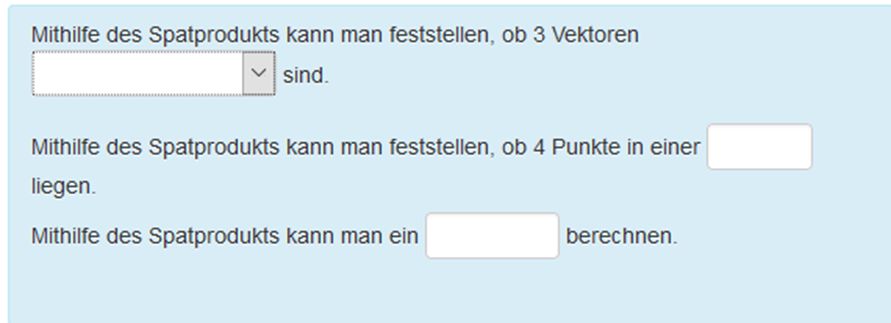 Mithilfe des Spatprodukts kann man feststellen, ob 3 Vektoren
sind.
Mithilfe des Spatprodukts kann man feststellen, ob 4 Punkte in einer
liegen.
Mithilfe des Spatprodukts kann man ein berechnen.